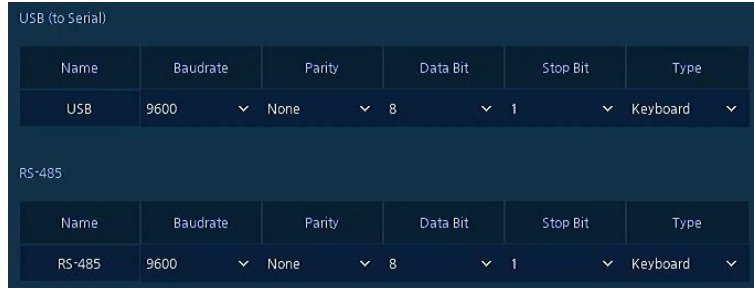 USB (to Serial)
Name Baudrate Parity Data Bit Stop Bit Type
USB 9600 None 8 1 Keyboard
RS-485
Name Baudrate Parity Data Bit Stop Bit Type
RS-485 9600 None 8 1 Keyboard